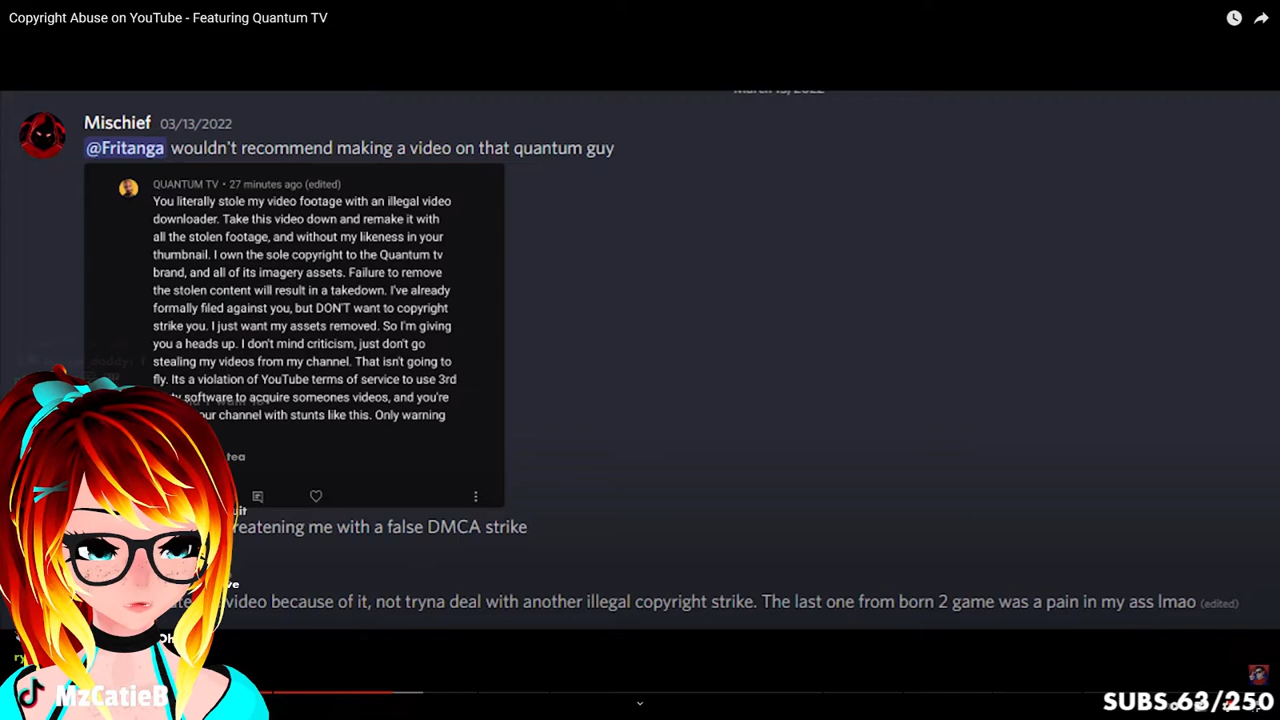 Copyright Abuse on YouTube - Featuring Quantum TV
Mischief 03/13/2022
@Fritanga wouldn't recommend making a video on that quantum guy
QUANTUM TV • 27 minutes ago (edited)
You literally stole my video footage with an illegal video
downloader. Take this video down and remake it with
all the stolen footage, and without my likeness in your
thumbnail. I own the sole copyright to the Quantum tv
brand, and all of its imagery assets. Failure to remove
the stolen content will result in a takedown. I've already
formally filed against you, but DON'T want to copyright
strike you. I just want my assets removed. So I'm giving
you a heads up. I don't mind criticism, just don't go
stealing my videos from my channel. That isn't going to
fly. Its a violation of YouTube terms of service to use 3rd
software to acquire someones videos, and you're
our channel with stunts like this. Only warning
tea
reatening me with a false DMCA strike
ve
video because of it, not tryna deal with another illegal copyright strike. The last one from born 2 game was a pain in my ass lmao (edited)
MzCatieB
SUBS.63/250